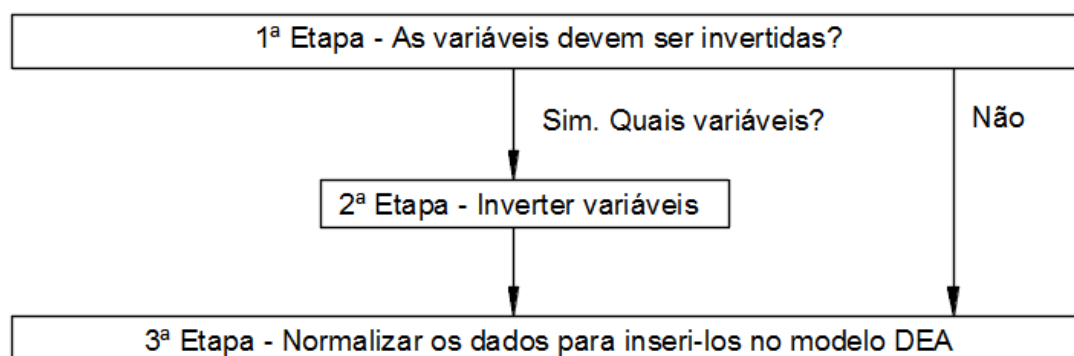 1ª Etapa - As variáveis devem ser invertidas?
Sim. Quais variáveis?
Não
2ª Etapa - Inverter variáveis
3ª Etapa - Normalizar os dados para inseri-los no modelo DEA